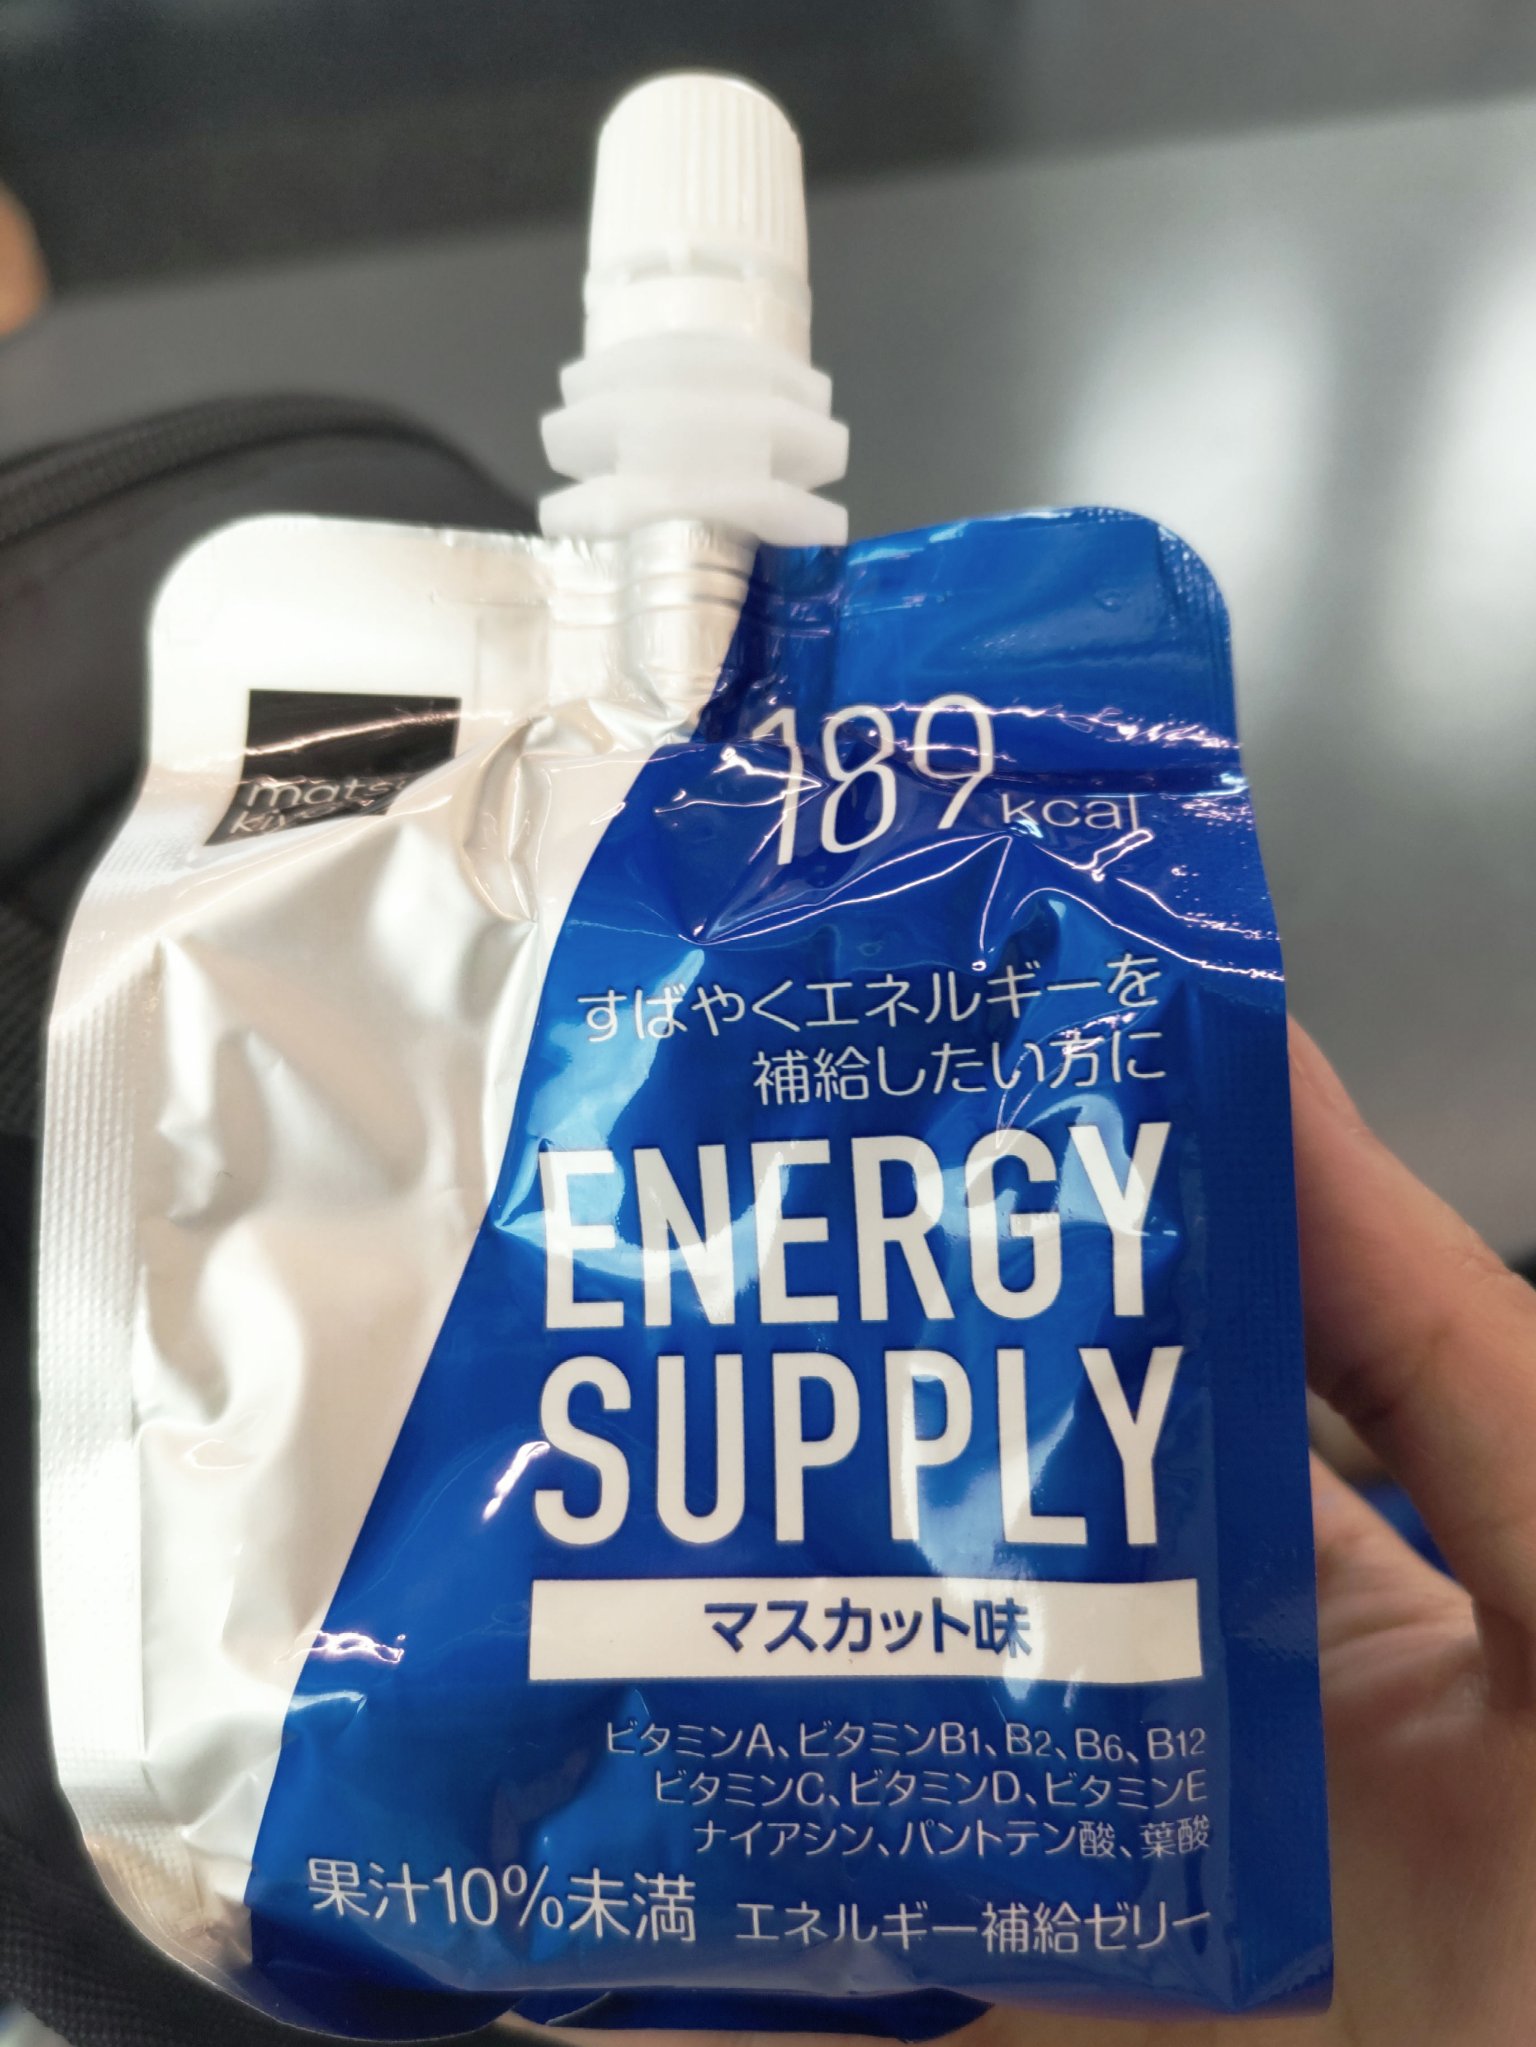 matsu
kiyo
189 kcal
すばやくエネルギーを
補給したい方に
ENERGY
SUPPLY
マスカット味
ビタミンA、ビタミンB1、B2、B6、B12
ビタミンC、ビタミンD、ビタミンE
ナイアシン、パントテン酸、葉酸
果汁10%未満 エネルギー補給ゼリー